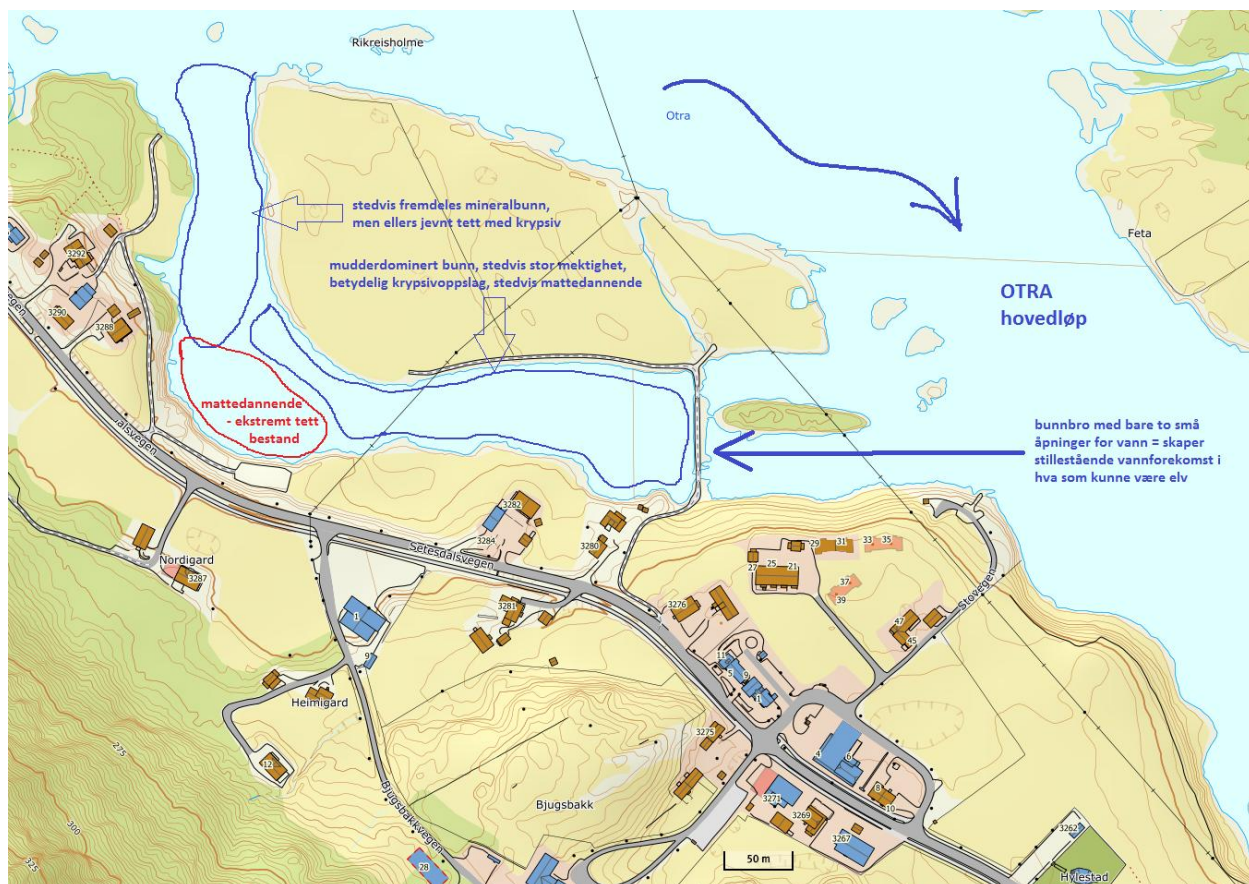 Rikreisholme
Otra
stedvis fremdeles mineralbunn,
men ellers jevnt tett med krypsiv
Feta
mudderdominert bunn, stedvis stor mektighet,
betydelig krypsivoppslag, stedvis mattedannende
OTRA
hovedløp
3292
3290
3288
mattedannende
- ekstremt tett
bestand
bunnbro med bare to små
åpninger for vann = skaper
stillestående vannforekomst i
hva som kunne være elv
alsvegen
3282
3284
3280
Setesdalsvegen
Nordigard
3287
29
31
33
35
27
25
21
37
39
Stovegen
47
45
3281
3276
1
9
11
5
9
1
Heimigard
12
275
300
325
Bjugsbakkvegen
Bjugsbakk
3275
4
6
8
10
3271
3269
3267
3262
28
50 m
Hylestad